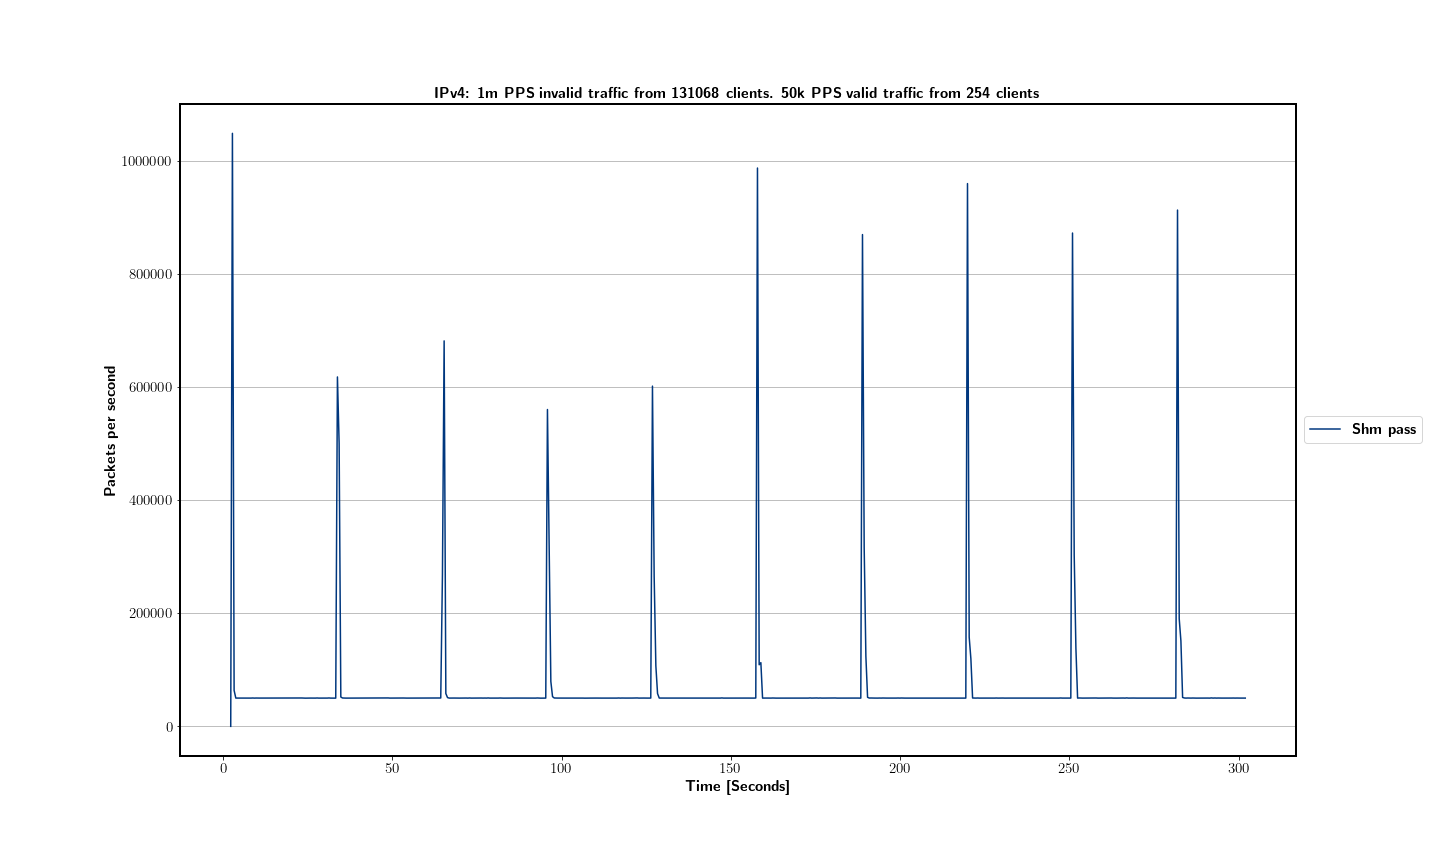 IPv4: 1m PPS invalid traffic from 131068 clients. 50k PPS valid traffic from 254 clients
1000000
800000
600000
400000
200000
0
Packets per second
Shm pass
0 50 100 150 200 250 300
Time [Seconds]